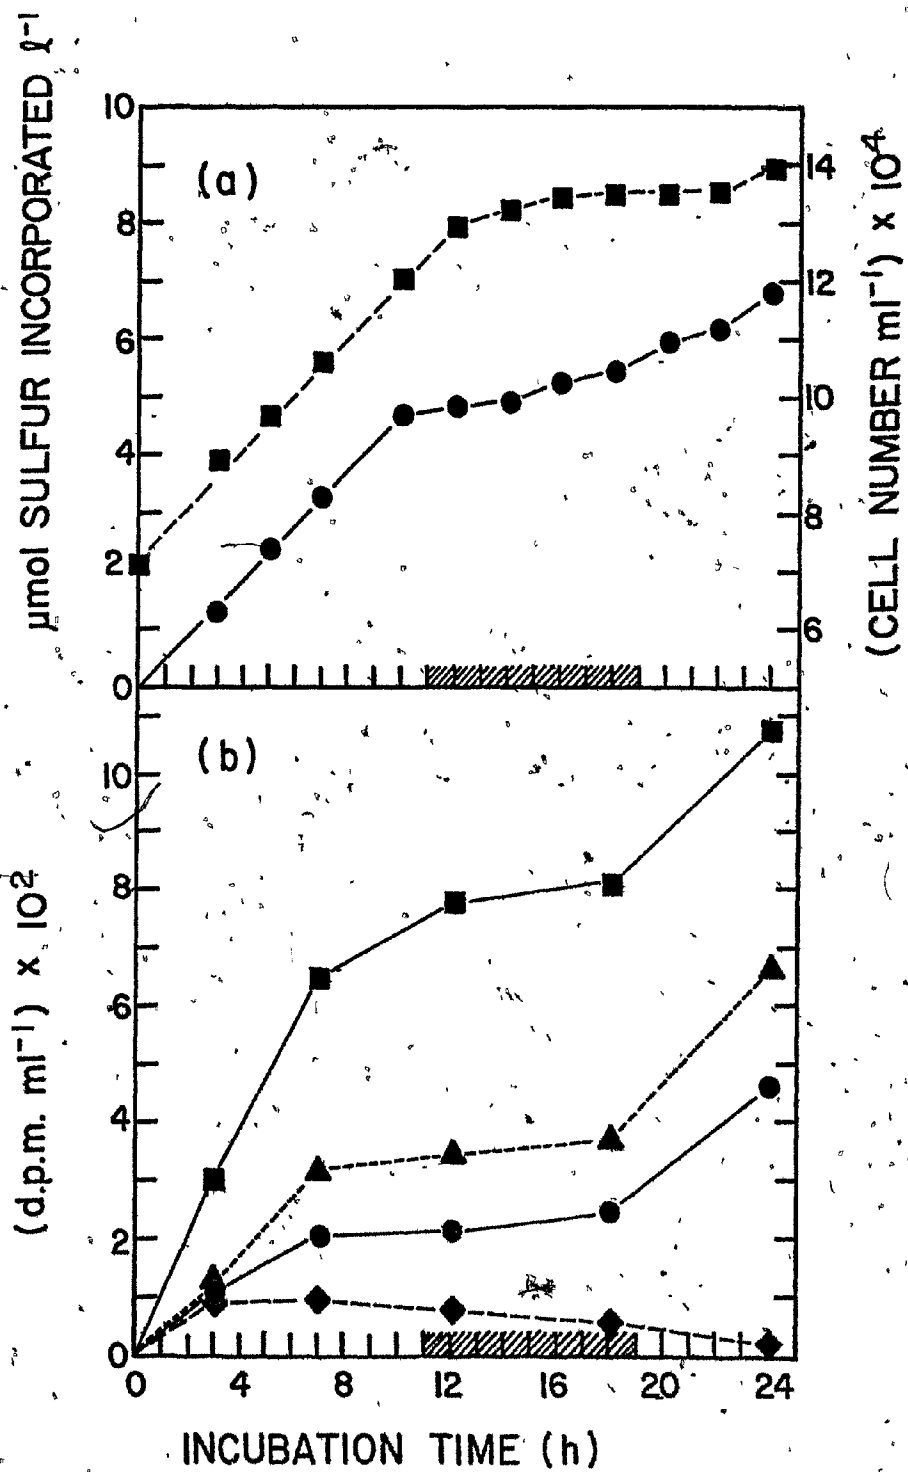 μmol SULFUR INCORPORATED ℓ⁻¹
(CELL NUMBER ml⁻¹) x 10⁴
(a)
10
8
6
4
2
0
14
12
10
8
6
(d.p.m. ml⁻¹) x 10²
(b)
10
8
6
4
2
0
0 4 8 12 16 20 24
INCUBATION TIME (h)